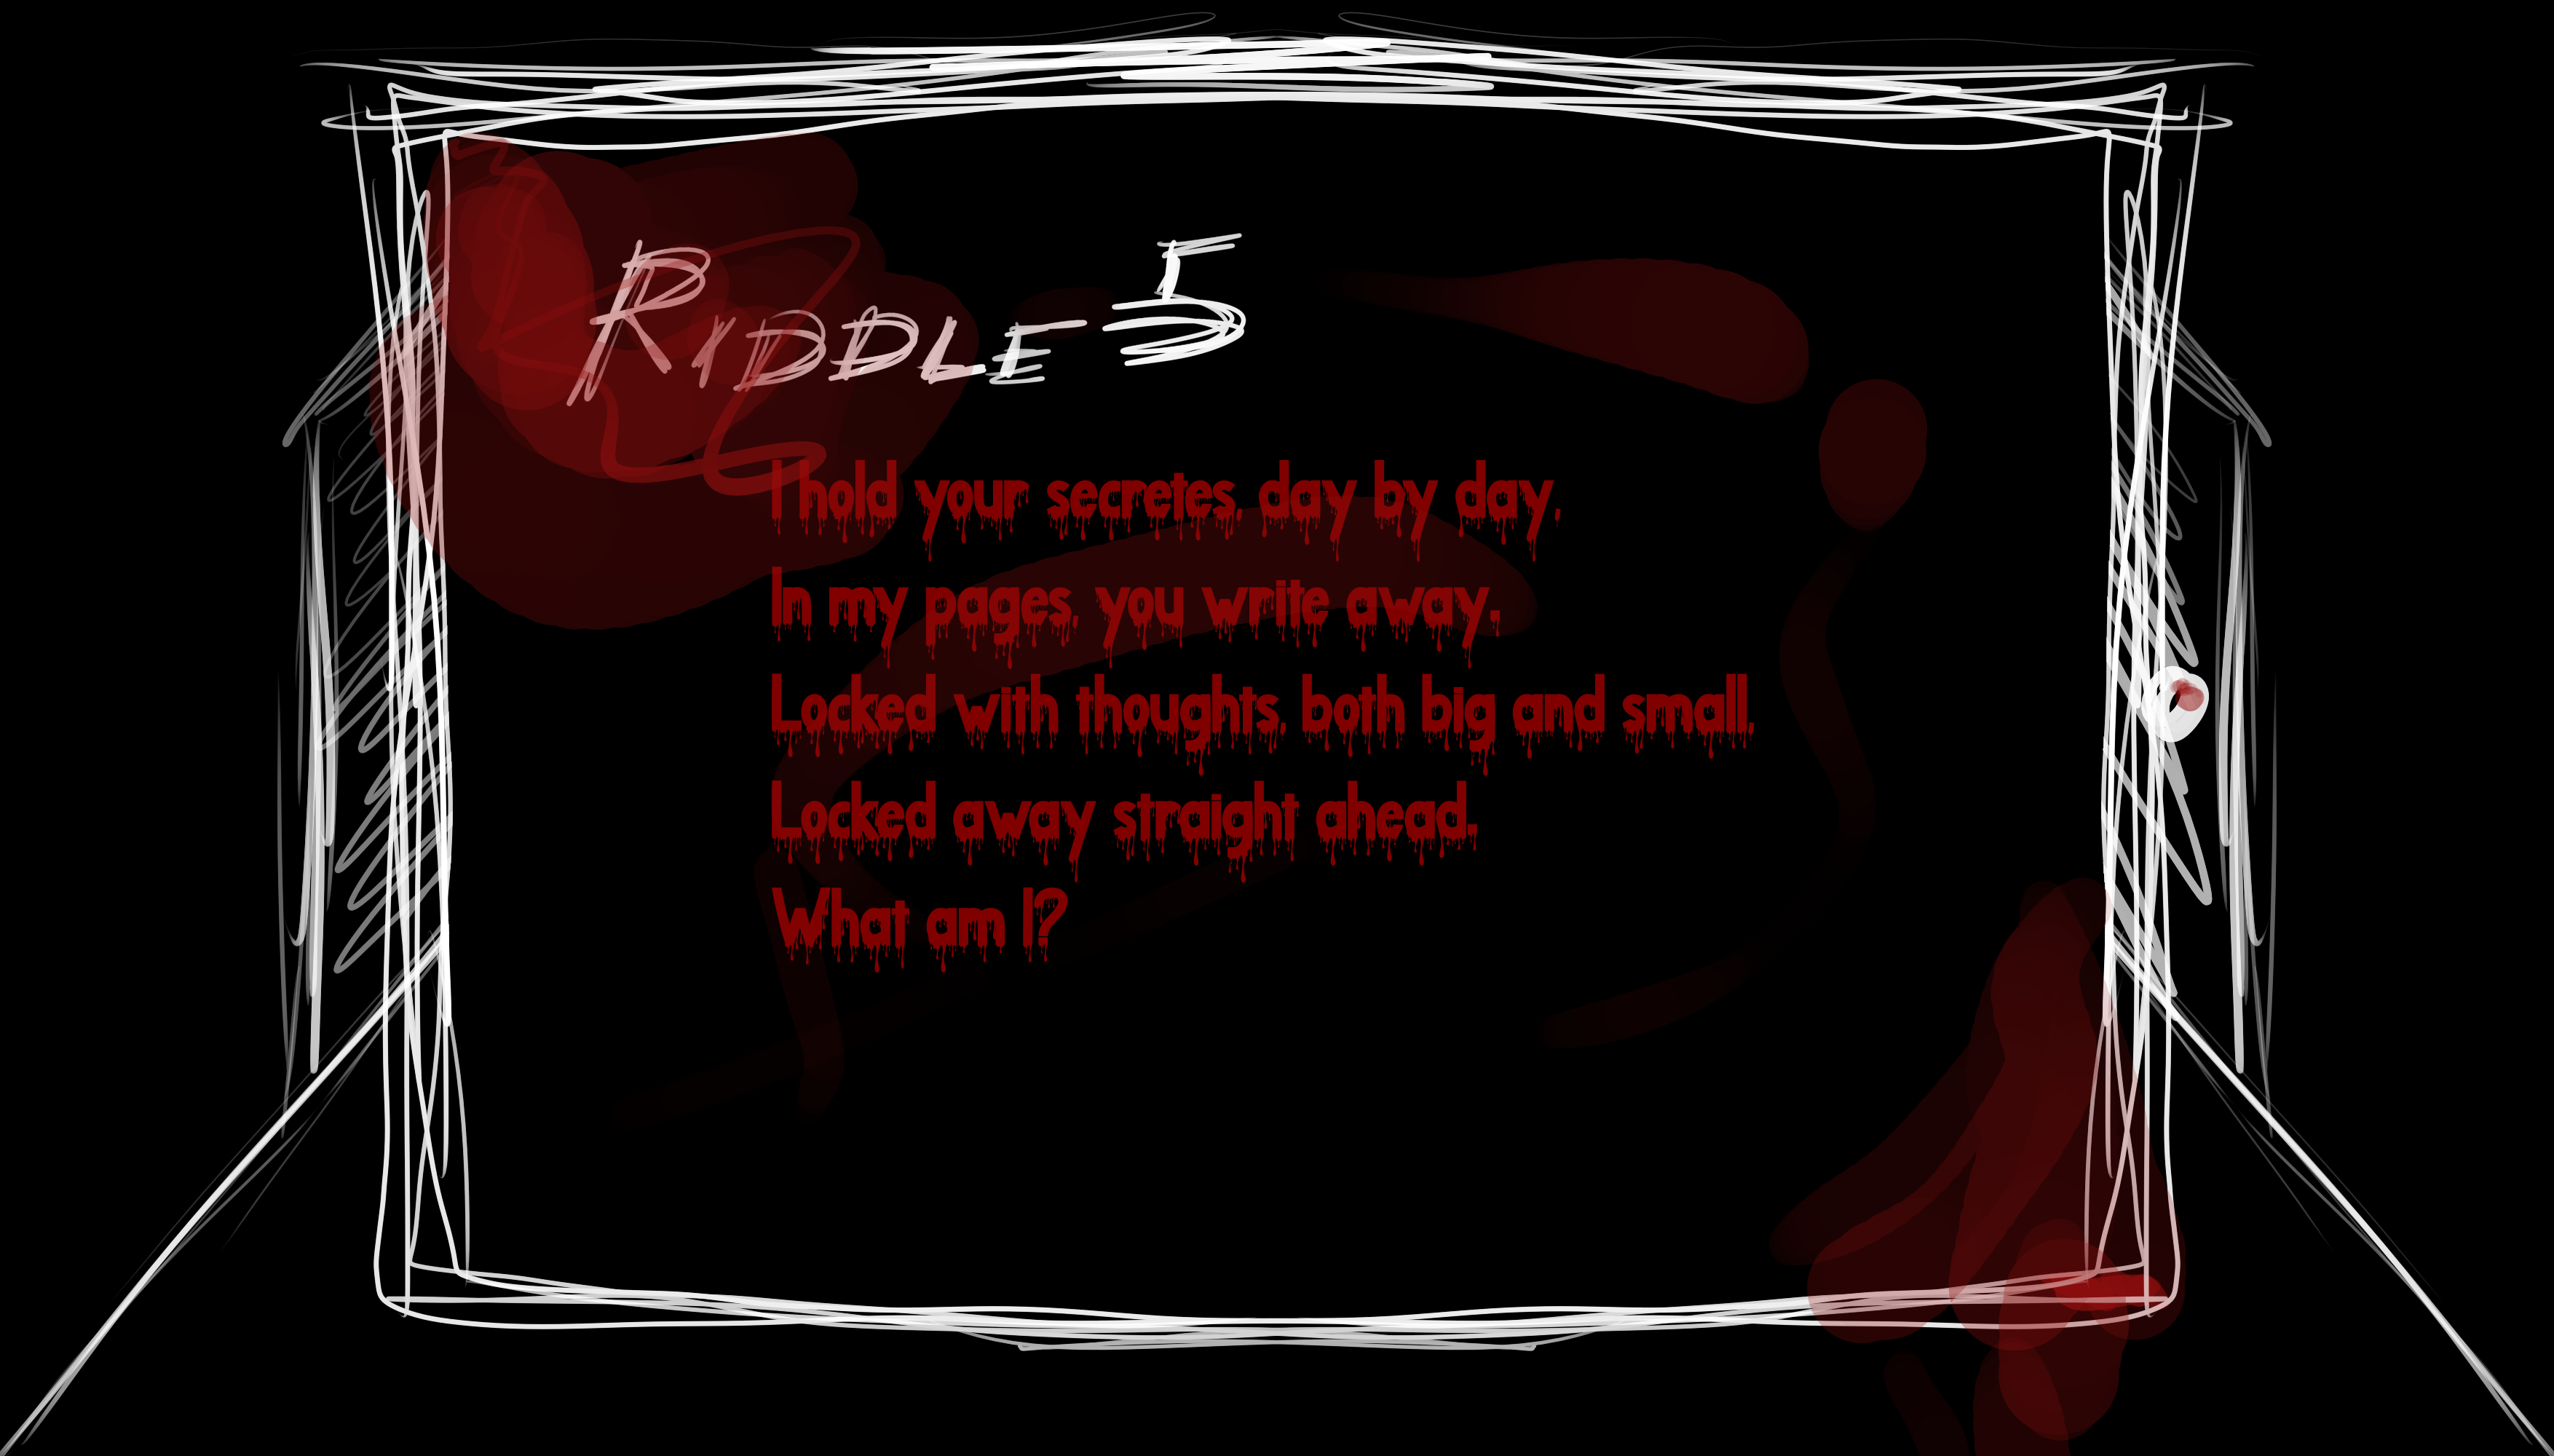 RIDDLE 5
I hold your secretes, day by day,
In my pages, you write away.
Locked with thoughts, both big and small,
Locked away straight ahead.
What am I?